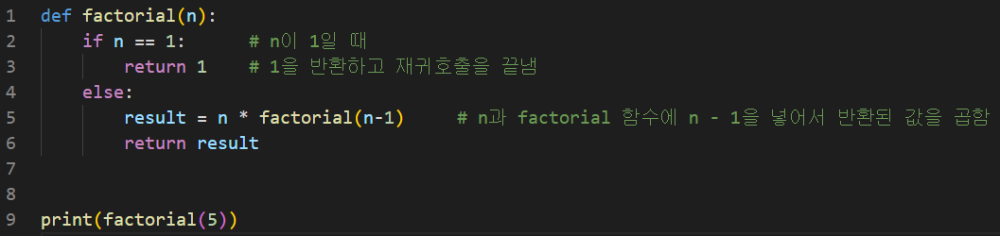 1 def factorial(n):
2     if n == 1:      # n이 1일 때
3         return 1    # 1을 반환하고 재귀호출을 끝냄
4     else:
5         result = n * factorial(n-1)     # n과 factorial 함수에 n - 1을 넣어서 반환된 값을 곱함
6         return result
7
8
9 print(factorial(5))